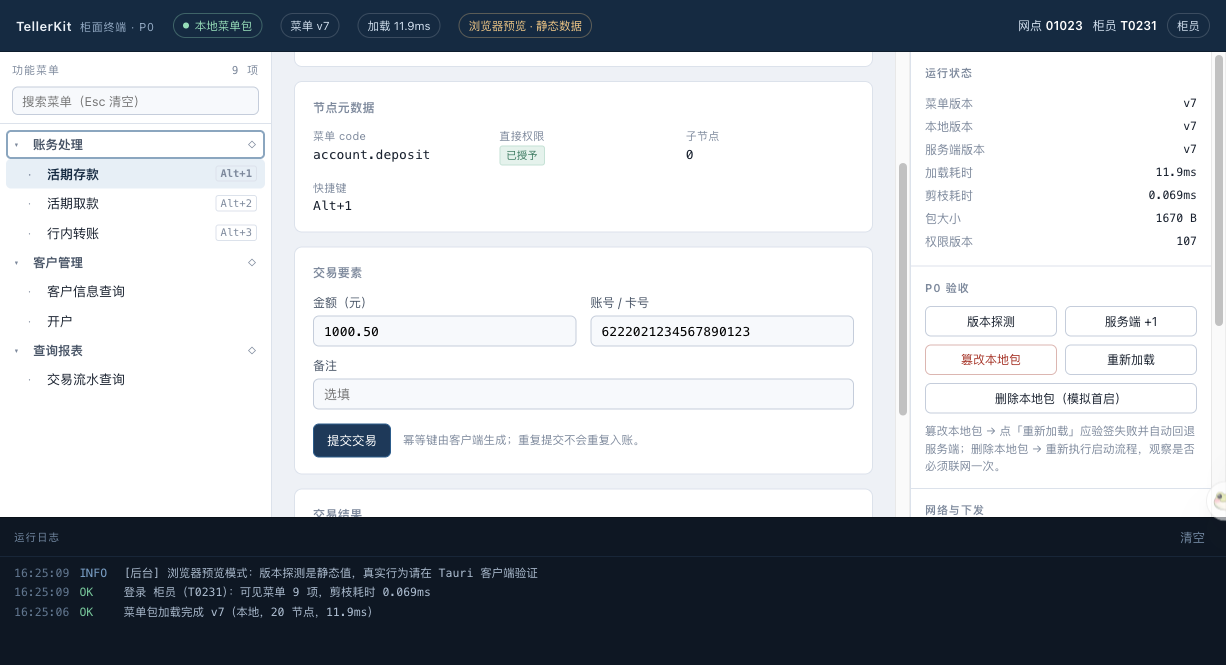 TellerKit 柜面终端 · P0
● 本地菜单包
菜单 v7
加载 11.9ms
浏览器预览 · 静态数据
网点 01023 柜员 T0231
柜员
功能菜单 9 项
搜索菜单（Esc 清空）
账务处理
活期存款 Alt+1
活期取款 Alt+2
行内转账 Alt+3
客户管理
客户信息查询
开户
查询报表
交易流水查询
节点元数据
菜单 code
account.deposit
直接权限
已授予
子节点
0
快捷键
Alt+1
交易要素
金额（元）
1000.50
账号 / 卡号
6222021234567890123
备注
选填
提交交易
幂等键由客户端生成；重复提交不会重复入账。
交易结果
运行状态
菜单版本 v7
本地版本 v7
服务端版本 v7
加载耗时 11.9ms
剪枝耗时 0.069ms
包大小 1670 B
权限版本 107
P0 验收
版本探测
服务端 +1
篡改本地包
重新加载
删除本地包（模拟首启）
篡改本地包 → 点「重新加载」应验签失败并自动回退
服务端；删除本地包 → 重新执行启动流程，观察是否
必须联网一次。
网络与下发
运行日志
清空
16:25:09 INFO [后台] 浏览器预览模式：版本探测是静态值，真实行为请在 Tauri 客户端验证
16:25:09 OK 登录 柜员（T0231）：可见菜单 9 项，剪枝耗时 0.069ms
16:25:06 OK 菜单包加载完成 v7（本地，20 节点，11.9ms）